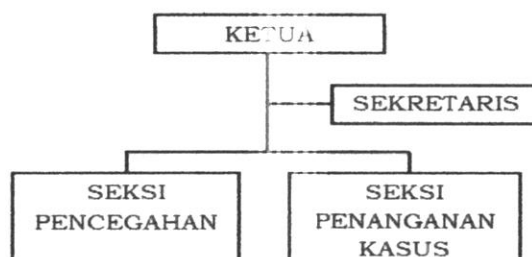 KETUA
SEKRETARIS
SEKSI
PENCEGAHAN
SEKSI
PENANGANAN
KASUS